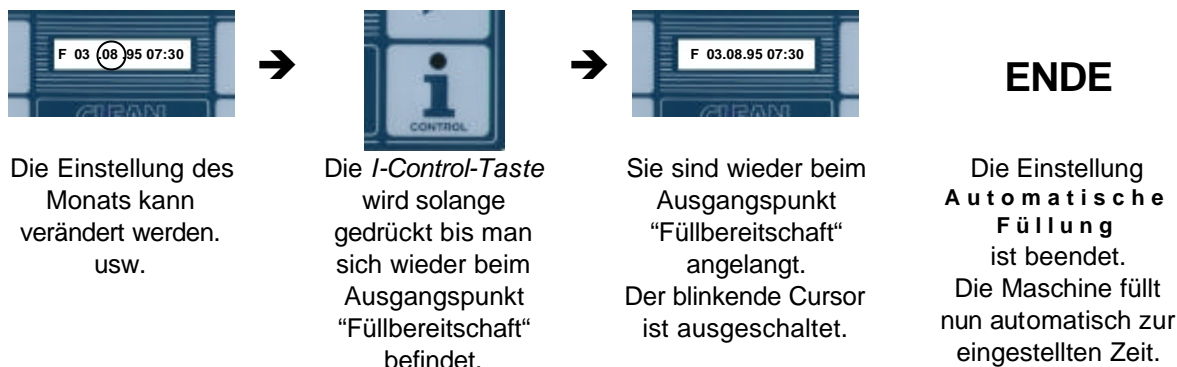 F 03 .08 .95 07:30
CLEAN
Die Einstellung des
Monats kann
verändert werden.
usw.
CONTROL
Die I-Control-Taste
wird solange
gedrückt bis man
sich wieder beim
Ausgangspunkt
“Füllbereitschaft“
befindet.
F 03.08.95 07:30
CLEAN
Sie sind wieder beim
Ausgangspunkt
“Füllbereitschaft“
angelangt.
Der blinkende Cursor
ist ausgeschaltet.
ENDE
Die Einstellung
Automatische
Füllung
ist beendet.
Die Maschine füllt
nun automatisch zur
eingestellten Zeit.